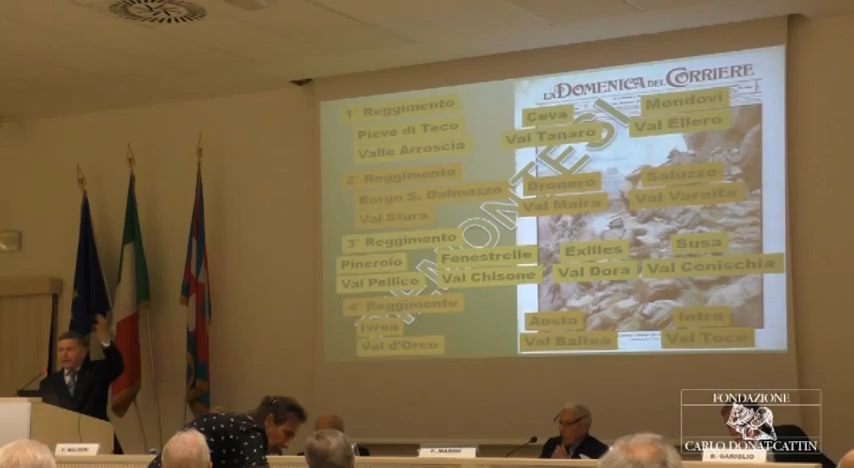 LA DOMENICA DEL CORRIERE
PIEMONTESI
1° Reggimento
Pieve di Teco
Valle Arroscia
Ceva
Val Tanaro
Mondovì
Val Ellero
2° Reggimento
Borgo S. Dalmazzo
Val Stura
Dronero
Val Maira
Saluzzo
Val Varaita
3° Reggimento
Pinerolo
Val Pellice
Fenestrelle
Val Chisone
Exilles
Val Dora
Susa
Val Cenischia
4° Reggimento
Ivrea
Val d'Orco
Aosta
Val Baltea
Intra
Val Toce
FONDAZIONE
CARLO DONAT-CATTIN
F. MARINI
B. GARIGLIO